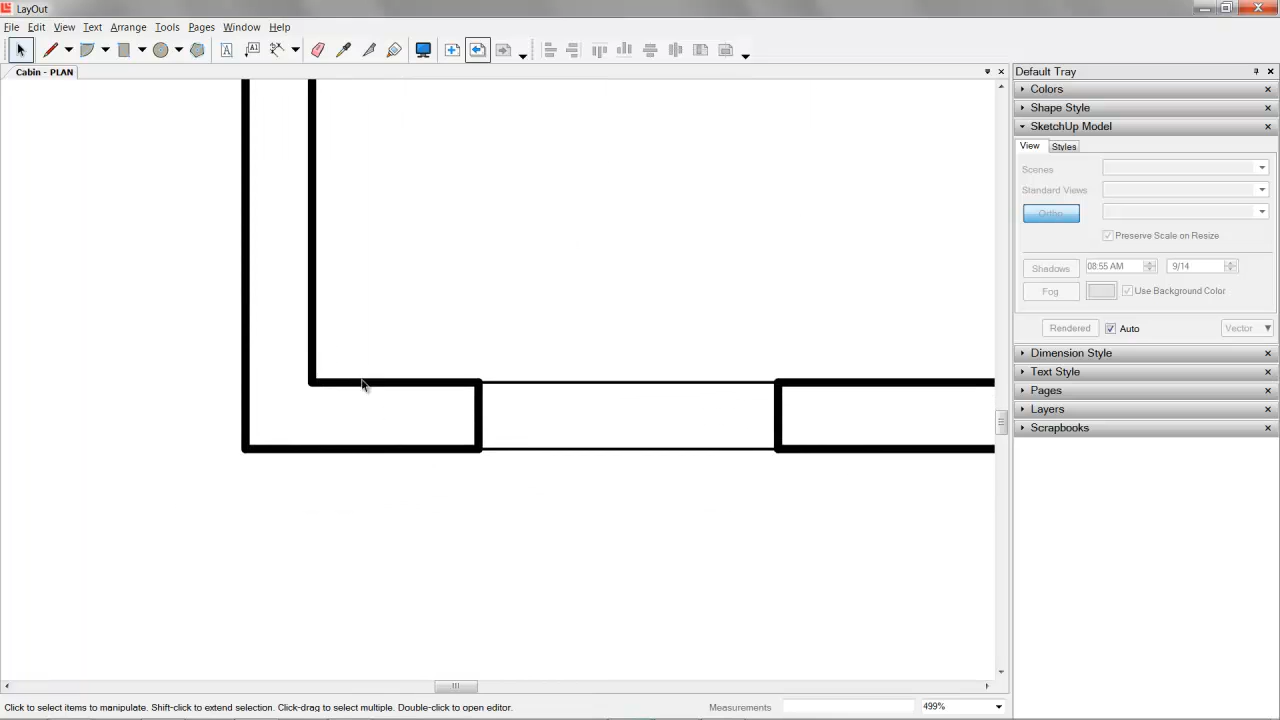 LayOut
File Edit View Text Arrange Tools Pages Window Help
Cabin - PLAN
Default Tray
Colors
Shape Style
SketchUp Model
View Styles
Scenes
Standard Views
Ortho
Preserve Scale on Resize
Shadows 08:55 AM 9/14
Fog Use Background Color
Rendered Auto Vector
Dimension Style
Text Style
Pages
Layers
Scrapbooks
Click to select items to manipulate. Shift-click to extend selection. Click-drag to select multiple. Double-click to open editor. Measurements 499%